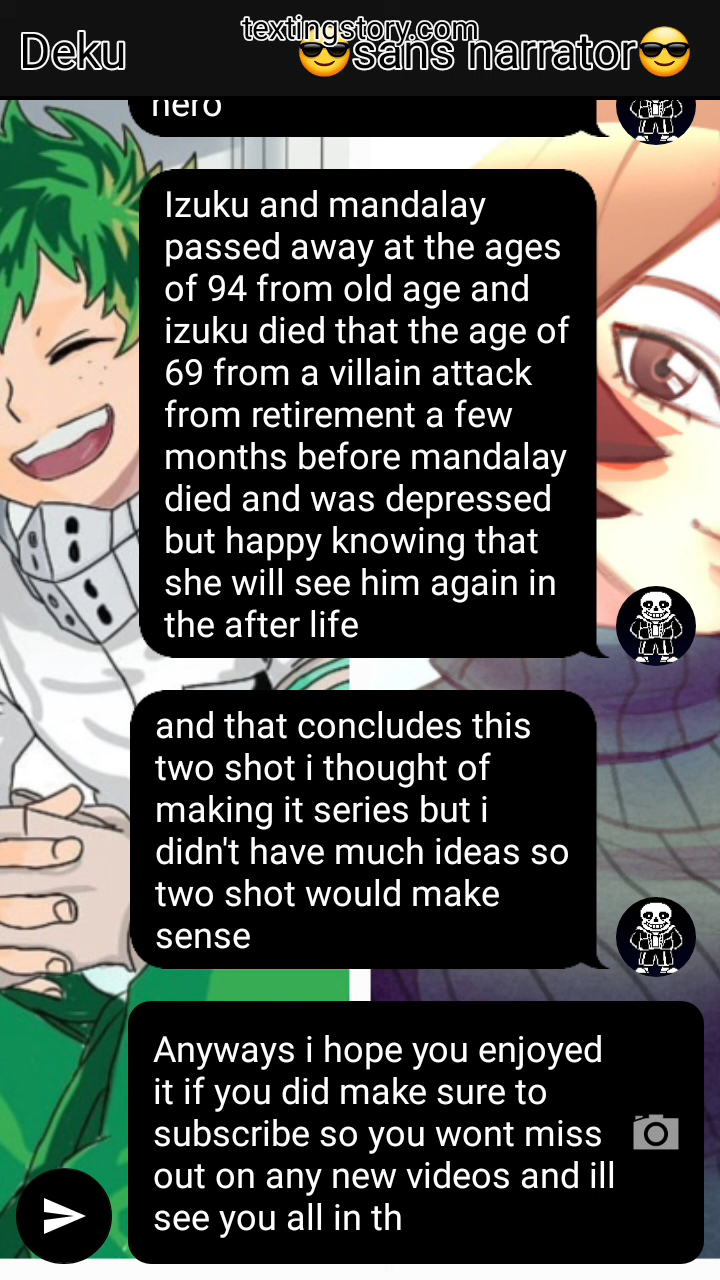 textingstory.com
Deku
😎sans narrator😎
hero
Izuku and mandalay
passed away at the ages
of 94 from old age and
izuku died that the age of
69 from a villain attack
from retirement a few
months before mandalay
died and was depressed
but happy knowing that
she will see him again in
the after life
and that concludes this
two shot i thought of
making it series but i
didn't have much ideas so
two shot would make
sense
Anyways i hope you enjoyed
it if you did make sure to
subscribe so you wont miss
out on any new videos and ill
see you all in th